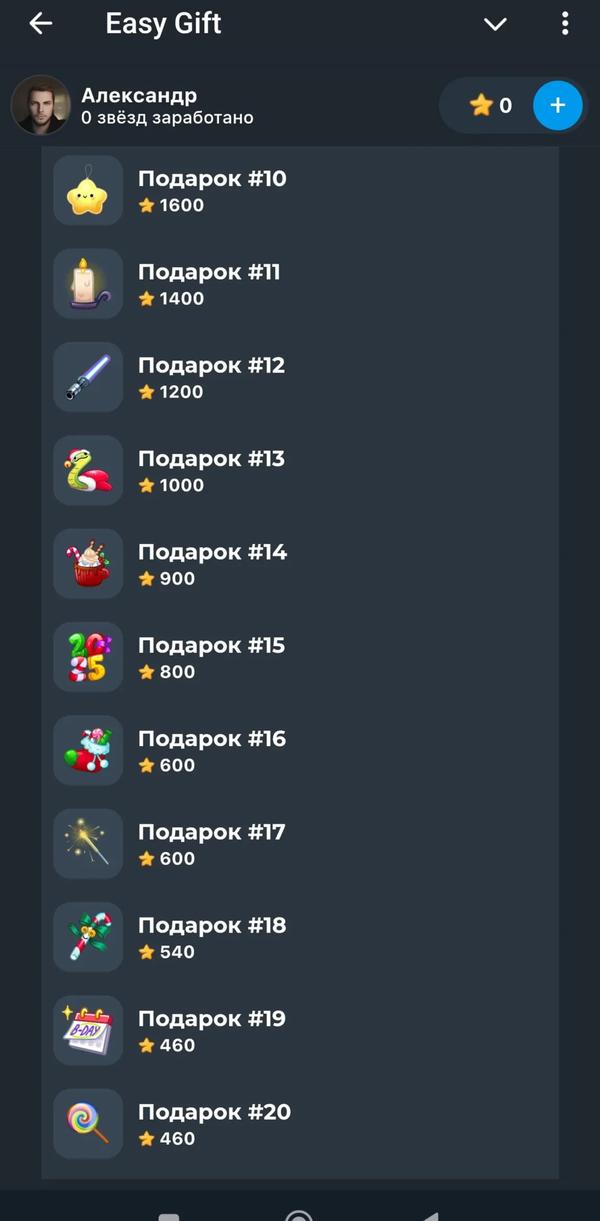 Easy Gift
Александр
0 звёзд заработано
0
Подарок #10
1600
Подарок #11
1400
Подарок #12
1200
Подарок #13
1000
Подарок #14
900
Подарок #15
800
2025
Подарок #16
600
Подарок #17
600
Подарок #18
540
Подарок #19
460
B-DAY
Подарок #20
460